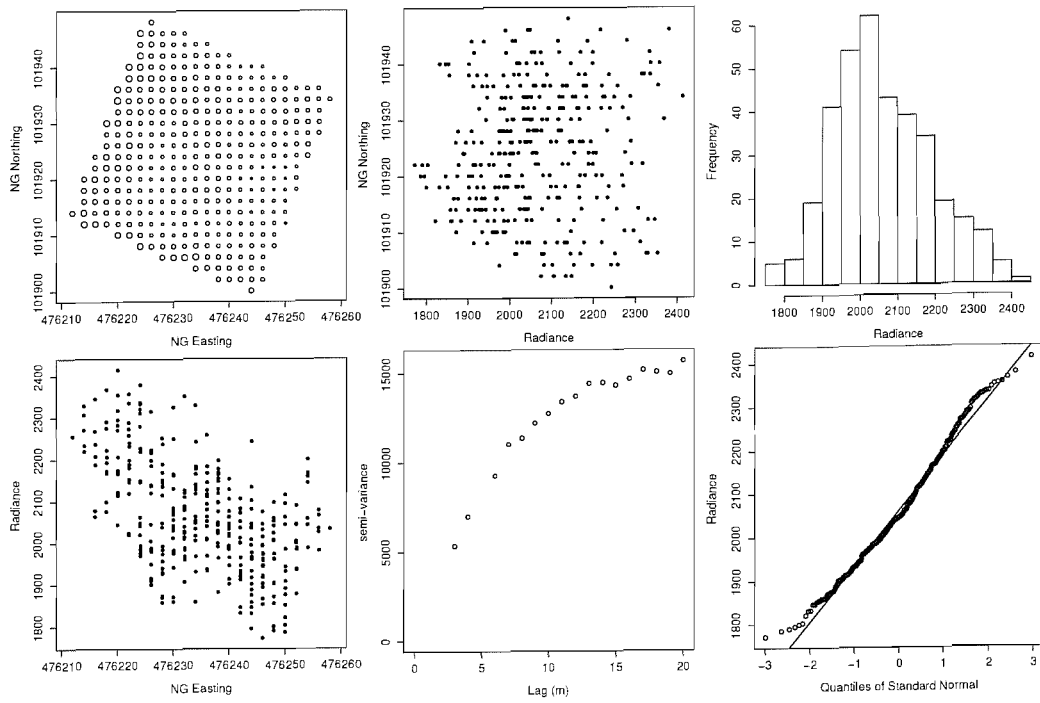 NG Northing
101900 101910 101920 101930 101940
476210 476220 476230 476240 476250 476260
NG Easting
NG Northing
101900 101910 101920 101930 101940
1800 1900 2000 2100 2200 2300 2400
Radiance
Frequency
0 10 20 30 40 50 60
1800 1900 2000 2100 2200 2300 2400
Radiance
Radiance
1800 1900 2000 2100 2200 2300 2400
476210 476220 476230 476240 476250 476260
NG Easting
semi-variance
0 5000 10000 15000
0 5 10 15 20
Lag (m)
Radiance
1800 1900 2000 2100 2200 2300 2400
-3 -2 -1 0 1 2 3
Quantiles of Standard Normal